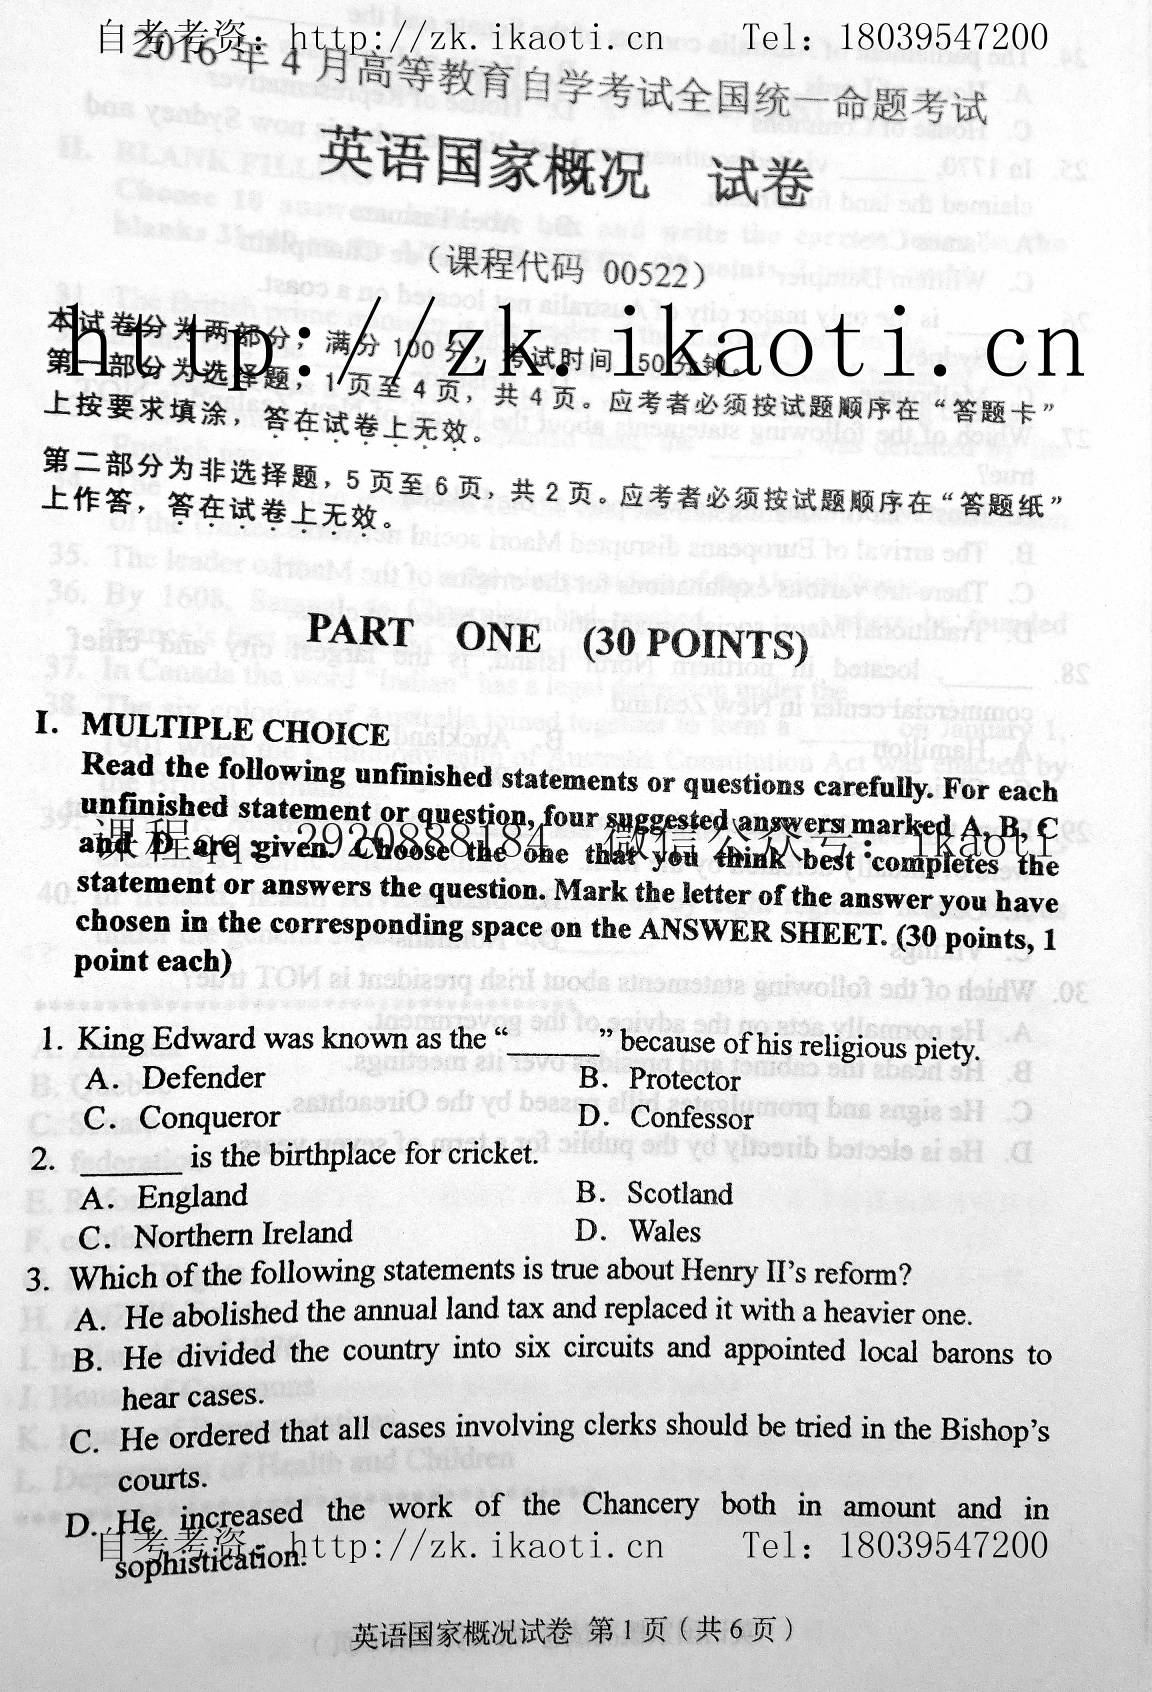 自考考资：http://zk.ikaoti.cn Tel：18039547200
2016年4月高等教育自学考试全国统一命题考试
英语国家概况 试卷
（课程代码 00522）
http://zk.ikaoti.cn
本试卷分为两部分，满分 100 分，考试时间 150 分钟。
第一部分为选择题，1 页至 4 页，共 4 页。应考者必须按试题顺序在“答题卡”
上按要求填涂，答在试卷上无效。
第二部分为非选择题，5 页至 6 页，共 2 页。应考者必须按试题顺序在“答题纸”
上作答，答在试卷上无效。
PART ONE (30 POINTS)
I. MULTIPLE CHOICE
Read the following unfinished statements or questions carefully. For each
unfinished statement or question, four suggested answers marked A, B, C
课程qq：2920888184 微信公众号：ikaoti
and D are given. Choose the one that you think best completes the
statement or answers the question. Mark the letter of the answer you have
chosen in the corresponding space on the ANSWER SHEET. (30 points, 1
point each)
1. King Edward was known as the “______” because of his religious piety.
A. Defender B. Protector
C. Conqueror D. Confessor
2. ______ is the birthplace for cricket.
A. England B. Scotland
C. Northern Ireland D. Wales
3. Which of the following statements is true about Henry II’s reform?
A. He abolished the annual land tax and replaced it with a heavier one.
B. He divided the country into six circuits and appointed local barons to
hear cases.
C. He ordered that all cases involving clerks should be tried in the Bishop’s
courts.
D. He increased the work of the Chancery both in amount and in
自考考资：http://zk.ikaoti.cn Tel：18039547200
sophistication.
英语国家概况试卷 第 1 页（共 6 页）